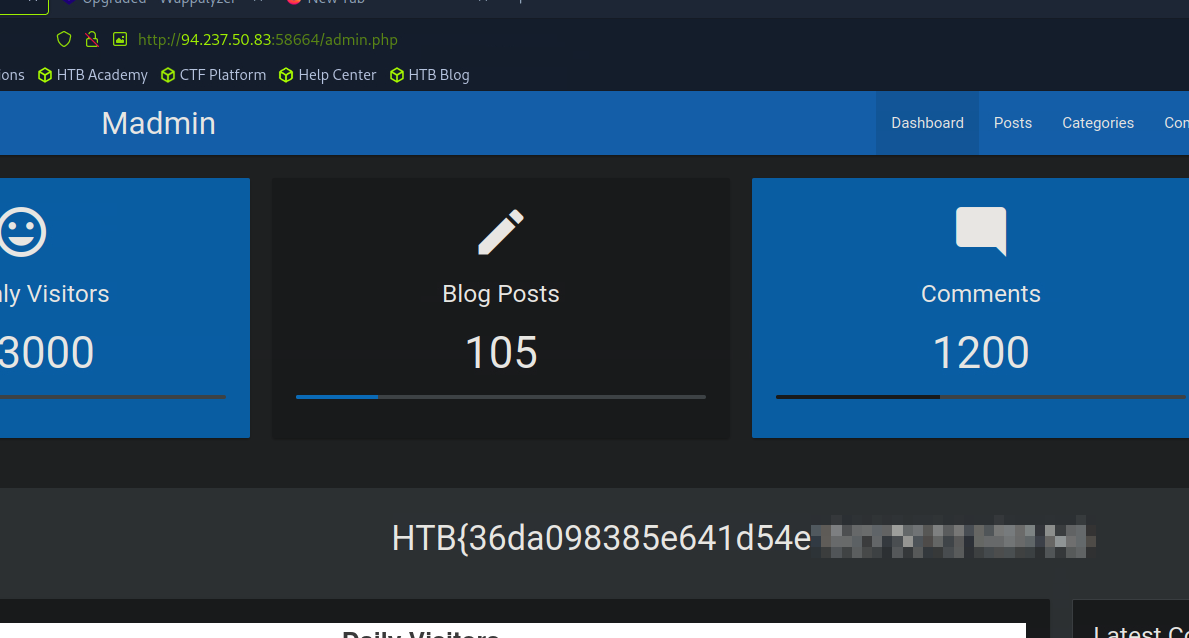 Upgraded - Wappalyzer
New Tab
http://94.237.50.83:58664/admin.php
ions HTB Academy CTF Platform Help Center HTB Blog
Madmin Dashboard Posts Categories Con
ly Visitors Blog Posts Comments
3000 105 1200
HTB{36da098385e641d54e
Daily Visitors
Latest Co